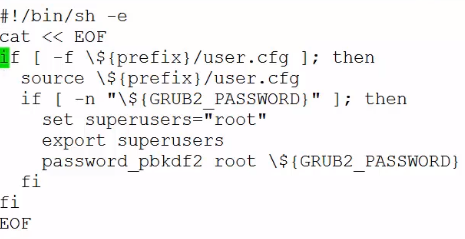 #!/bin/sh -e
cat << EOF
if [ -f \${prefix}/user.cfg ]; then
  source \${prefix}/user.cfg
  if [ -n "\${GRUB2_PASSWORD}" ]; then
    set superusers="root"
    export superusers
    password_pbkdf2 root \${GRUB2_PASSWORD}
  fi
fi
EOF